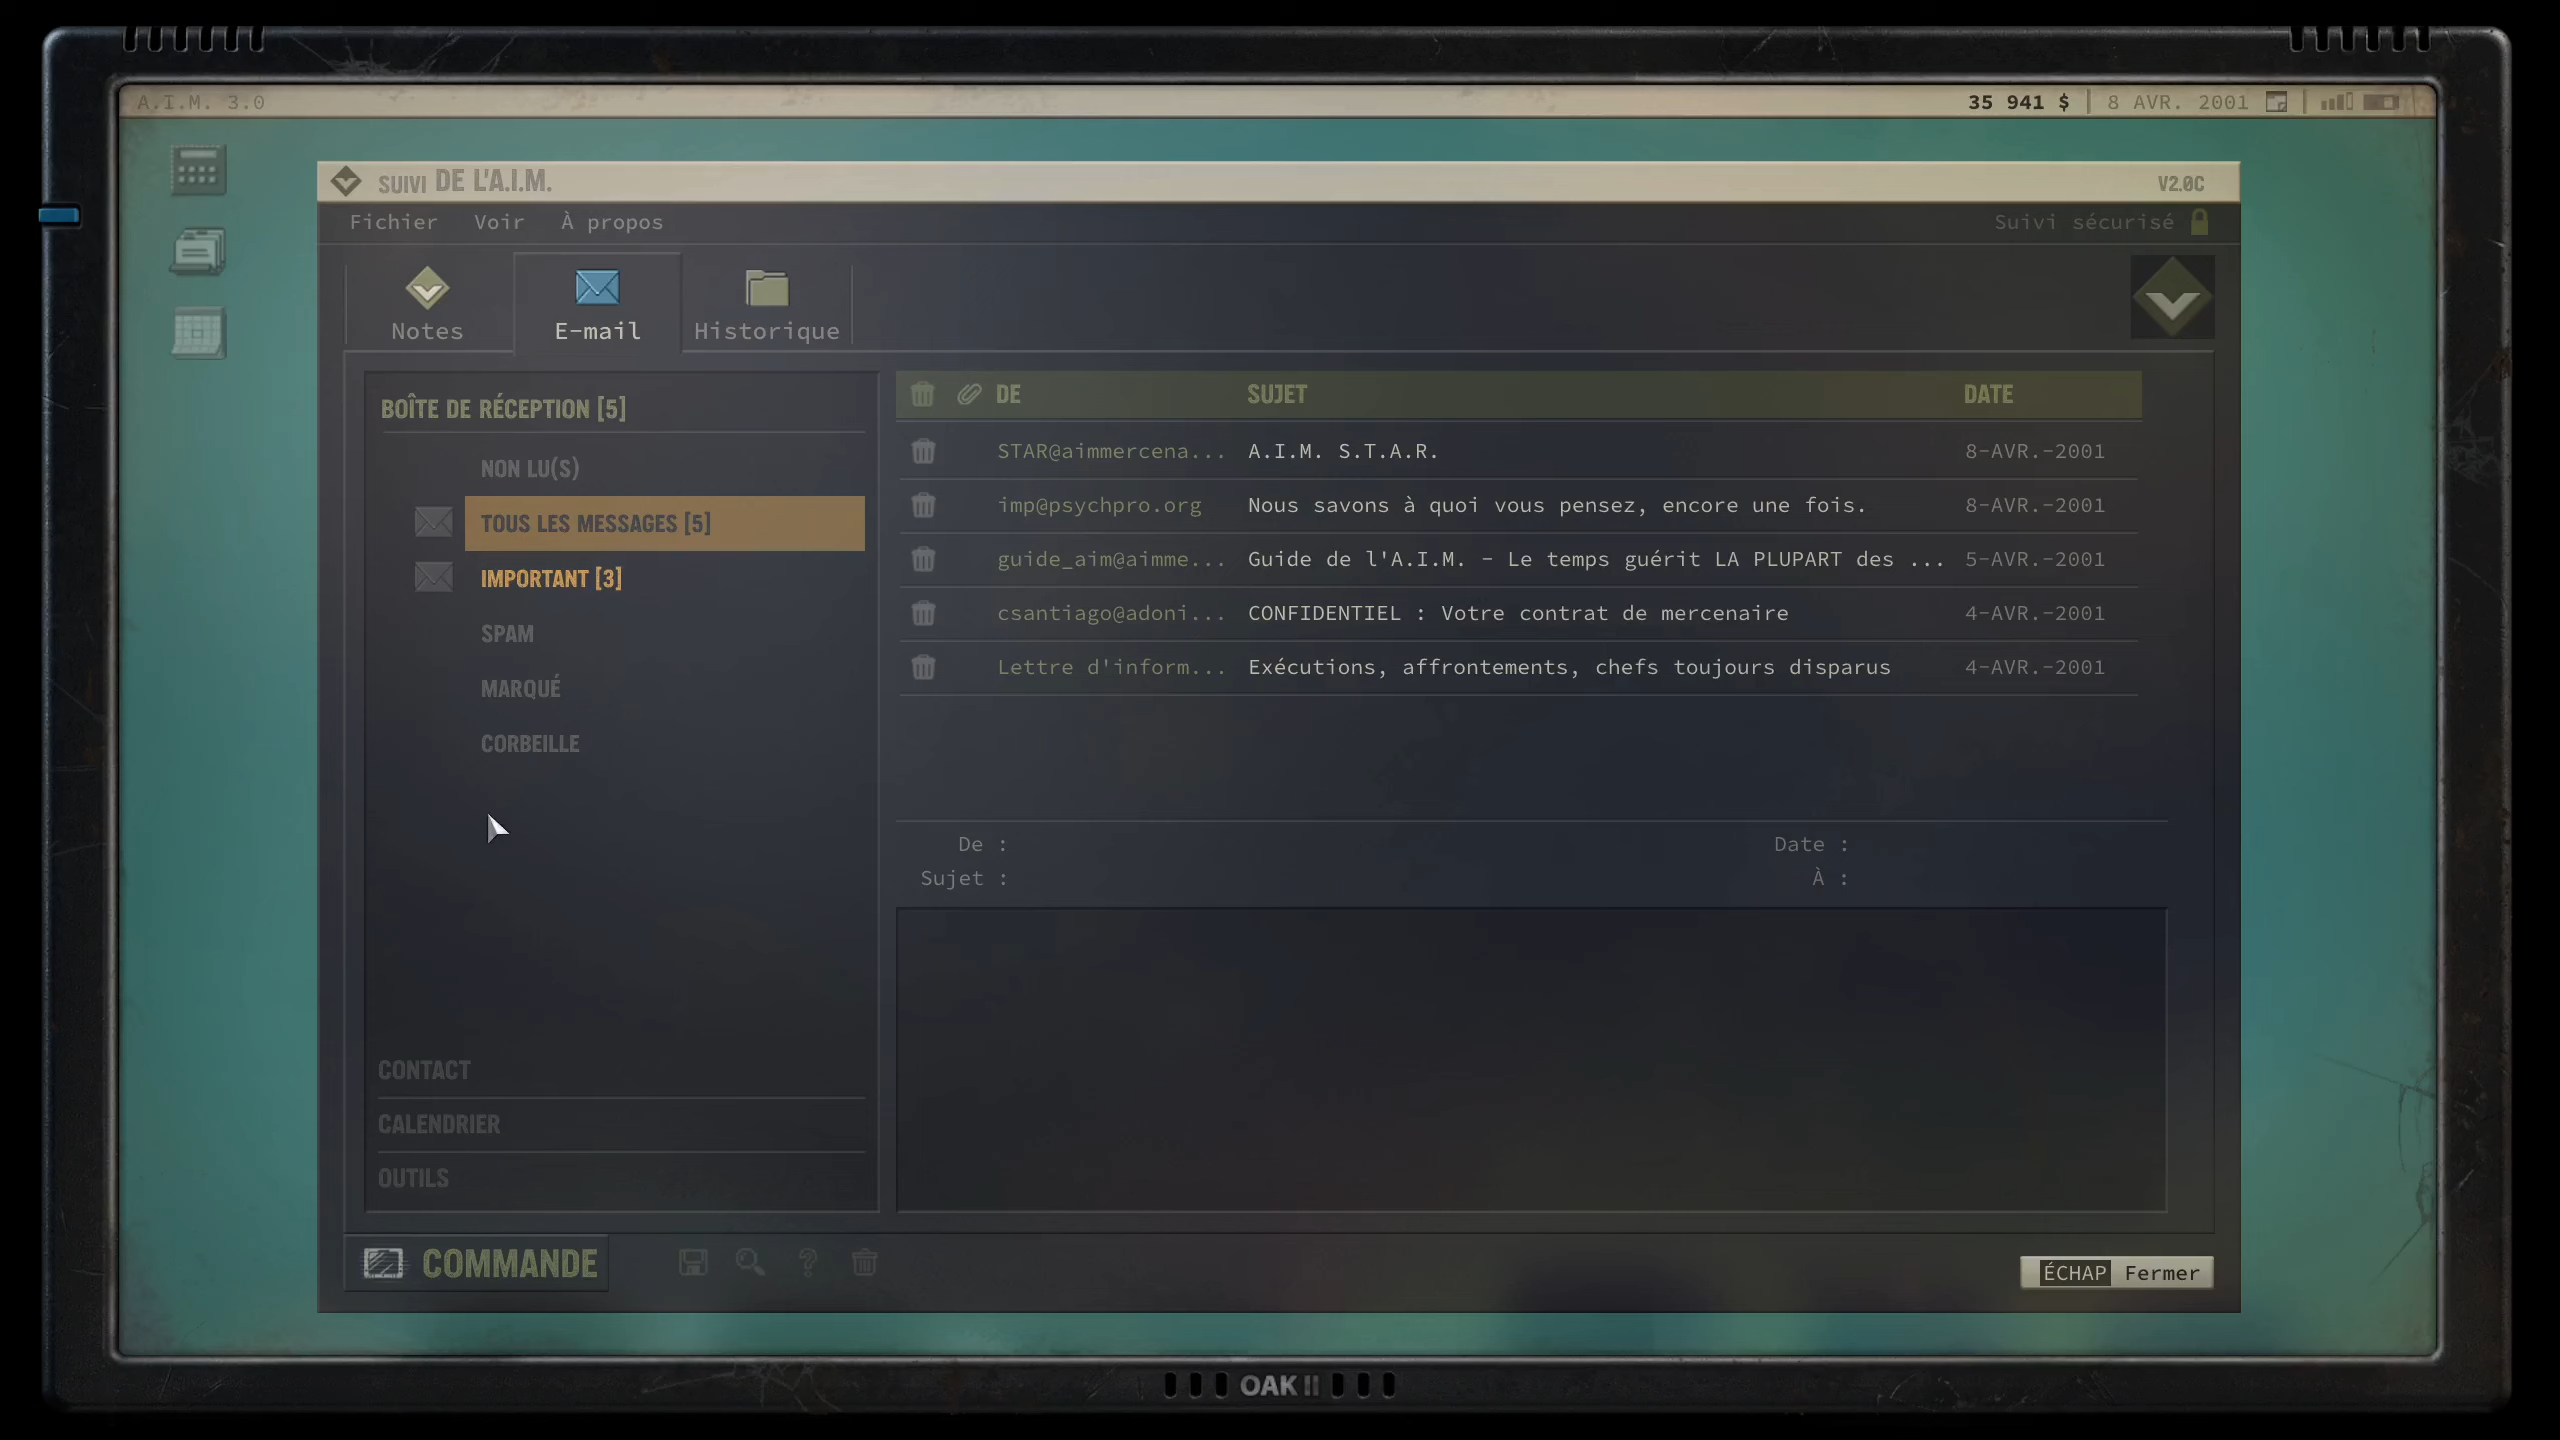 A.I.M. 3.0
35 941 $
8 AVR. 2001
SUIVI DE L'A.I.M.
V2.0C
Fichier
Voir
À propos
Suivi sécurisé
Notes
E-mail
Historique
BOÎTE DE RÉCEPTION [5]
NON LU(S)
TOUS LES MESSAGES [5]
IMPORTANT [3]
SPAM
MARQUÉ
CORBEILLE
CONTACT
CALENDRIER
OUTILS
DE SUJET DATE
STAR@aimmercena... A.I.M. S.T.A.R. 8-AVR.-2001
imp@psychpro.org Nous savons à quoi vous pensez, encore une fois. 8-AVR.-2001
guide_aim@aimme... Guide de l'A.I.M. - Le temps guérit LA PLUPART des ... 5-AVR.-2001
csantiago@adoni... CONFIDENTIEL : Votre contrat de mercenaire 4-AVR.-2001
Lettre d'inform... Exécutions, affrontements, chefs toujours disparus 4-AVR.-2001
De :
Date :
Sujet :
À :
COMMANDE
ÉCHAP Fermer
OAK II